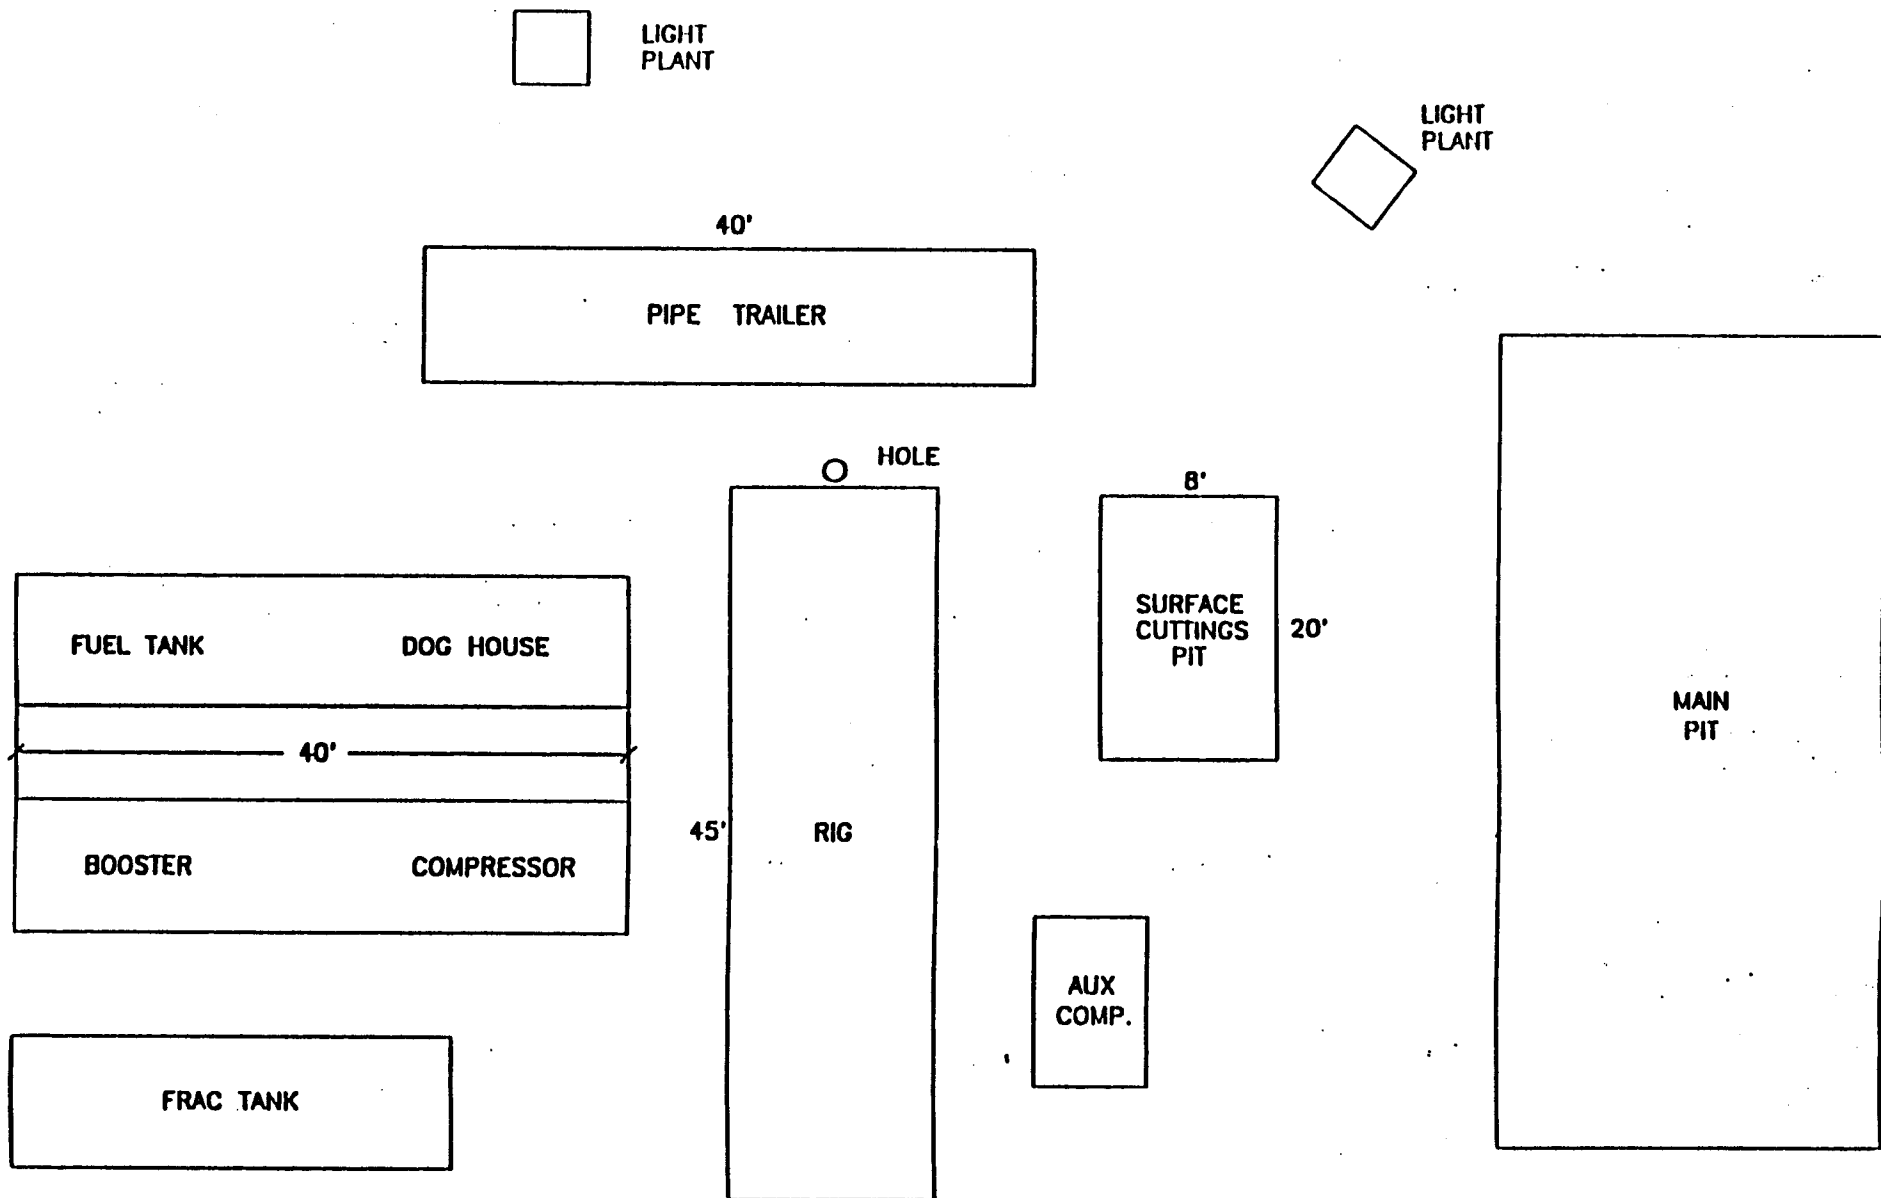 LIGHT
PLANT
LIGHT
PLANT
40'
PIPE TRAILER
HOLE
8'
SURFACE
CUTTINGS
PIT
20'
FUEL TANK DOG HOUSE
40'
MAIN
PIT
45'
RIG
BOOSTER COMPRESSOR
AUX
COMP.
FRAC TANK